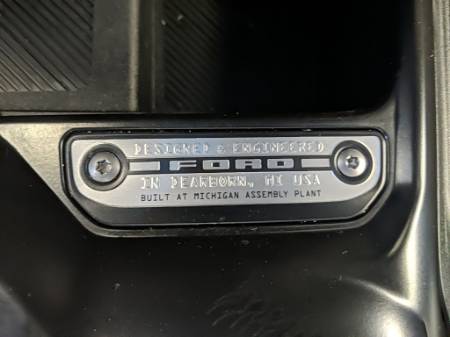 DESIGNED & ENGINEERED
FORD
IN DEARBORN, MI USA
BUILT AT MICHIGAN ASSEMBLY PLANT